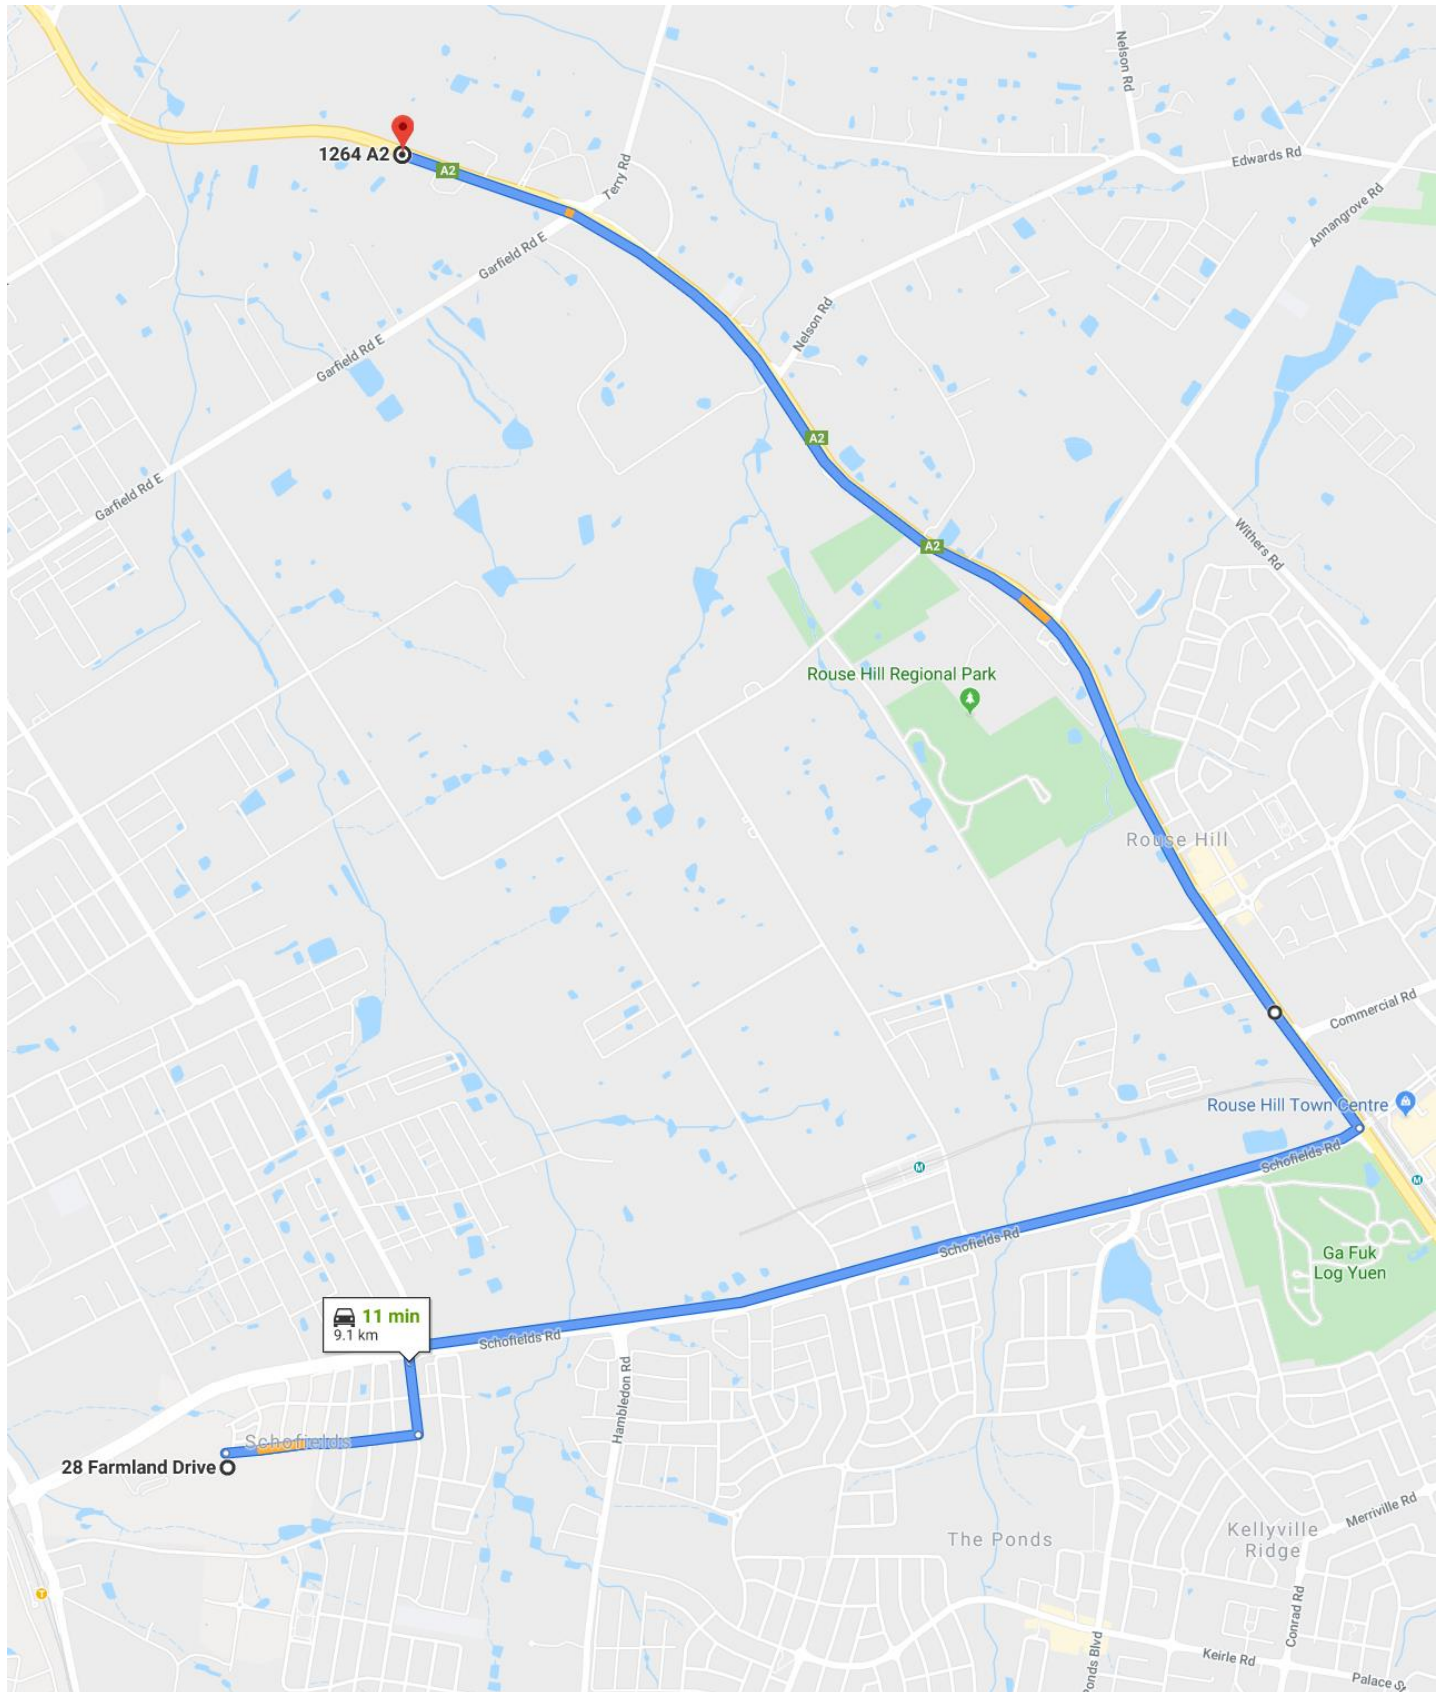 Nelson Rd
1264 A2
A2
Terry Rd
Edwards Rd
Annangrove Rd
Garfield Rd E
Nelson Rd
Garfield Rd E
A2
Garfield Rd E
A2
Withers Rd
Rouse Hill Regional Park
Rouse Hill
Commercial Rd
Rouse Hill Town Centre
Schofields Rd
M
M
Schofields Rd
Ga Fuk
Log Yuen
11 min
9.1 km
Schofields Rd
Hambledon Rd
Schofields
28 Farmland Drive
Merriville Rd
The Ponds
Kellyville
Ridge
T
Conrad Rd
Ponds Blvd
Keirle Rd
Palace St